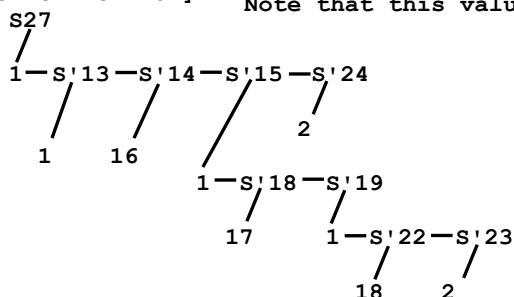 Note that this valu
S27
1 S'13 S'14 S'15 S'24
2
1 16
1 S'18 S'19
17 1 S'22 S'23
18 2